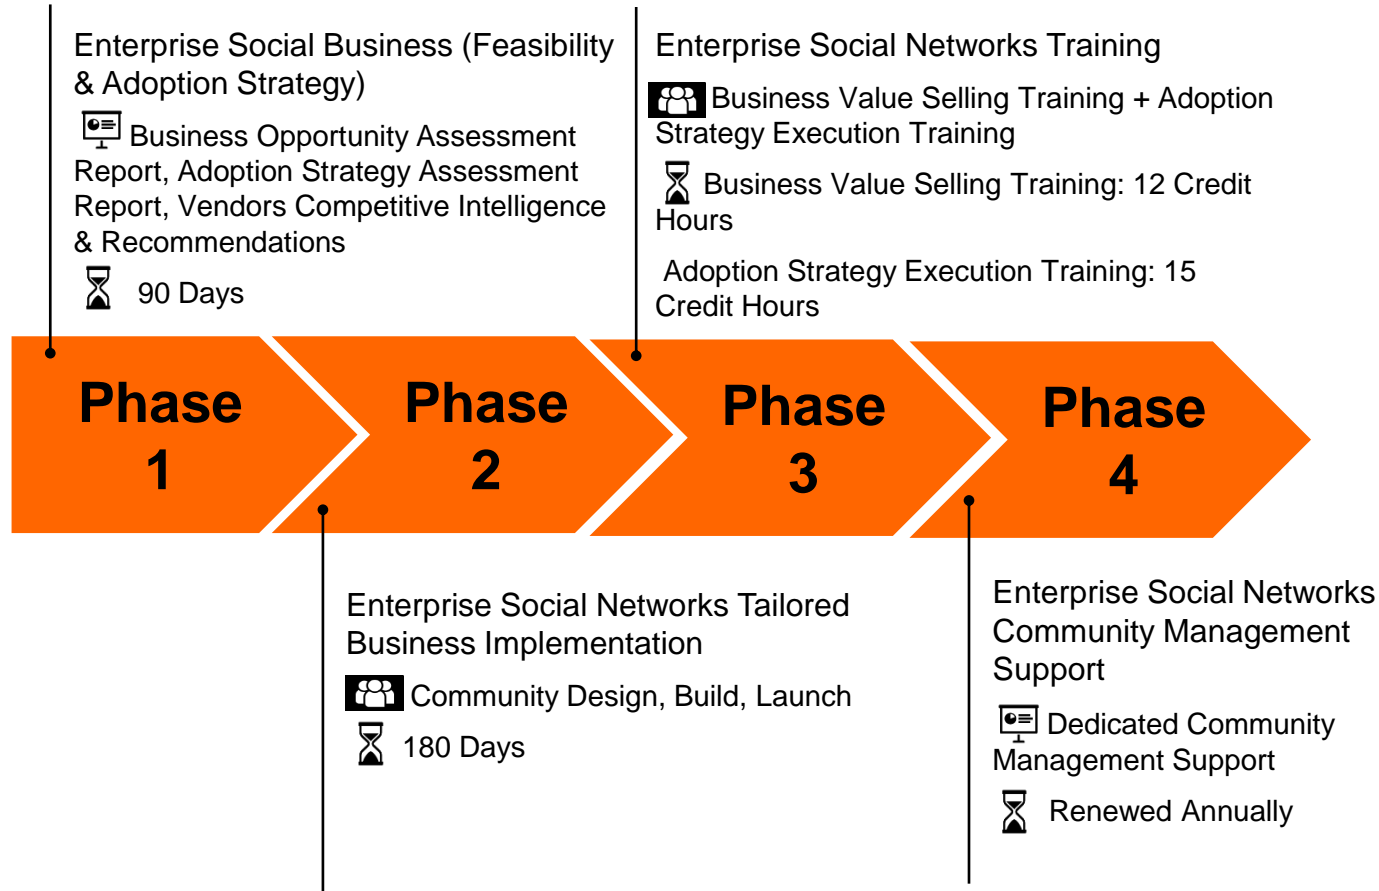 Enterprise Social Business (Feasibility
& Adoption Strategy)
Business Opportunity Assessment
Report, Adoption Strategy Assessment
Report, Vendors Competitive Intelligence
& Recommendations
90 Days
Enterprise Social Networks Training
Business Value Selling Training + Adoption
Strategy Execution Training
Business Value Selling Training: 12 Credit
Hours
Adoption Strategy Execution Training: 15
Credit Hours
Phase
1
Phase
2
Phase
3
Phase
4
Enterprise Social Networks Tailored
Business Implementation
Community Design, Build, Launch
180 Days
Enterprise Social Networks
Community Management
Support
Dedicated Community
Management Support
Renewed Annually